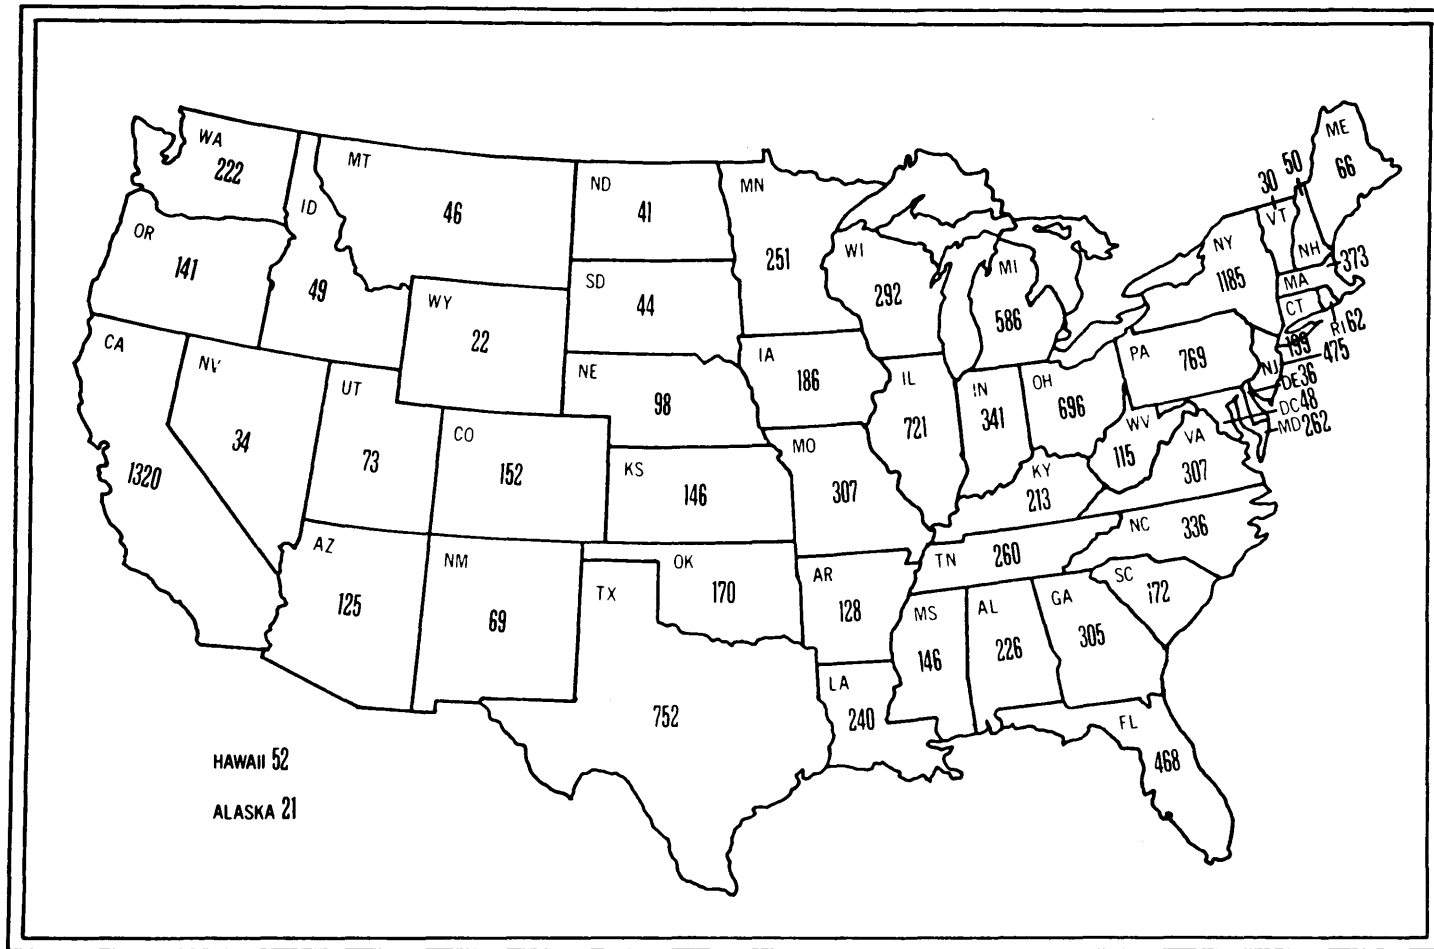 WA
222
MT
46
ID
49
ND
41
MN
251
OR
141
SD
44
WI
292
MI
586
WY
22
NY
1185
30
VT
50
NH
ME
66
373
MA
CT
RI 62
199
475
NJ
DE 36
DC 48
MD 262
CA
1320
NV
34
UT
73
CO
152
NE
98
IA
186
IL
721
IN
341
OH
696
PA
769
WV
115
VA
307
KS
146
MO
307
KY
213
NC
336
TN
260
SC
172
AZ
125
NM
69
TX
752
OK
170
AR
128
MS
146
AL
226
GA
305
LA
240
FL
468
HAWAII 52
ALASKA 21